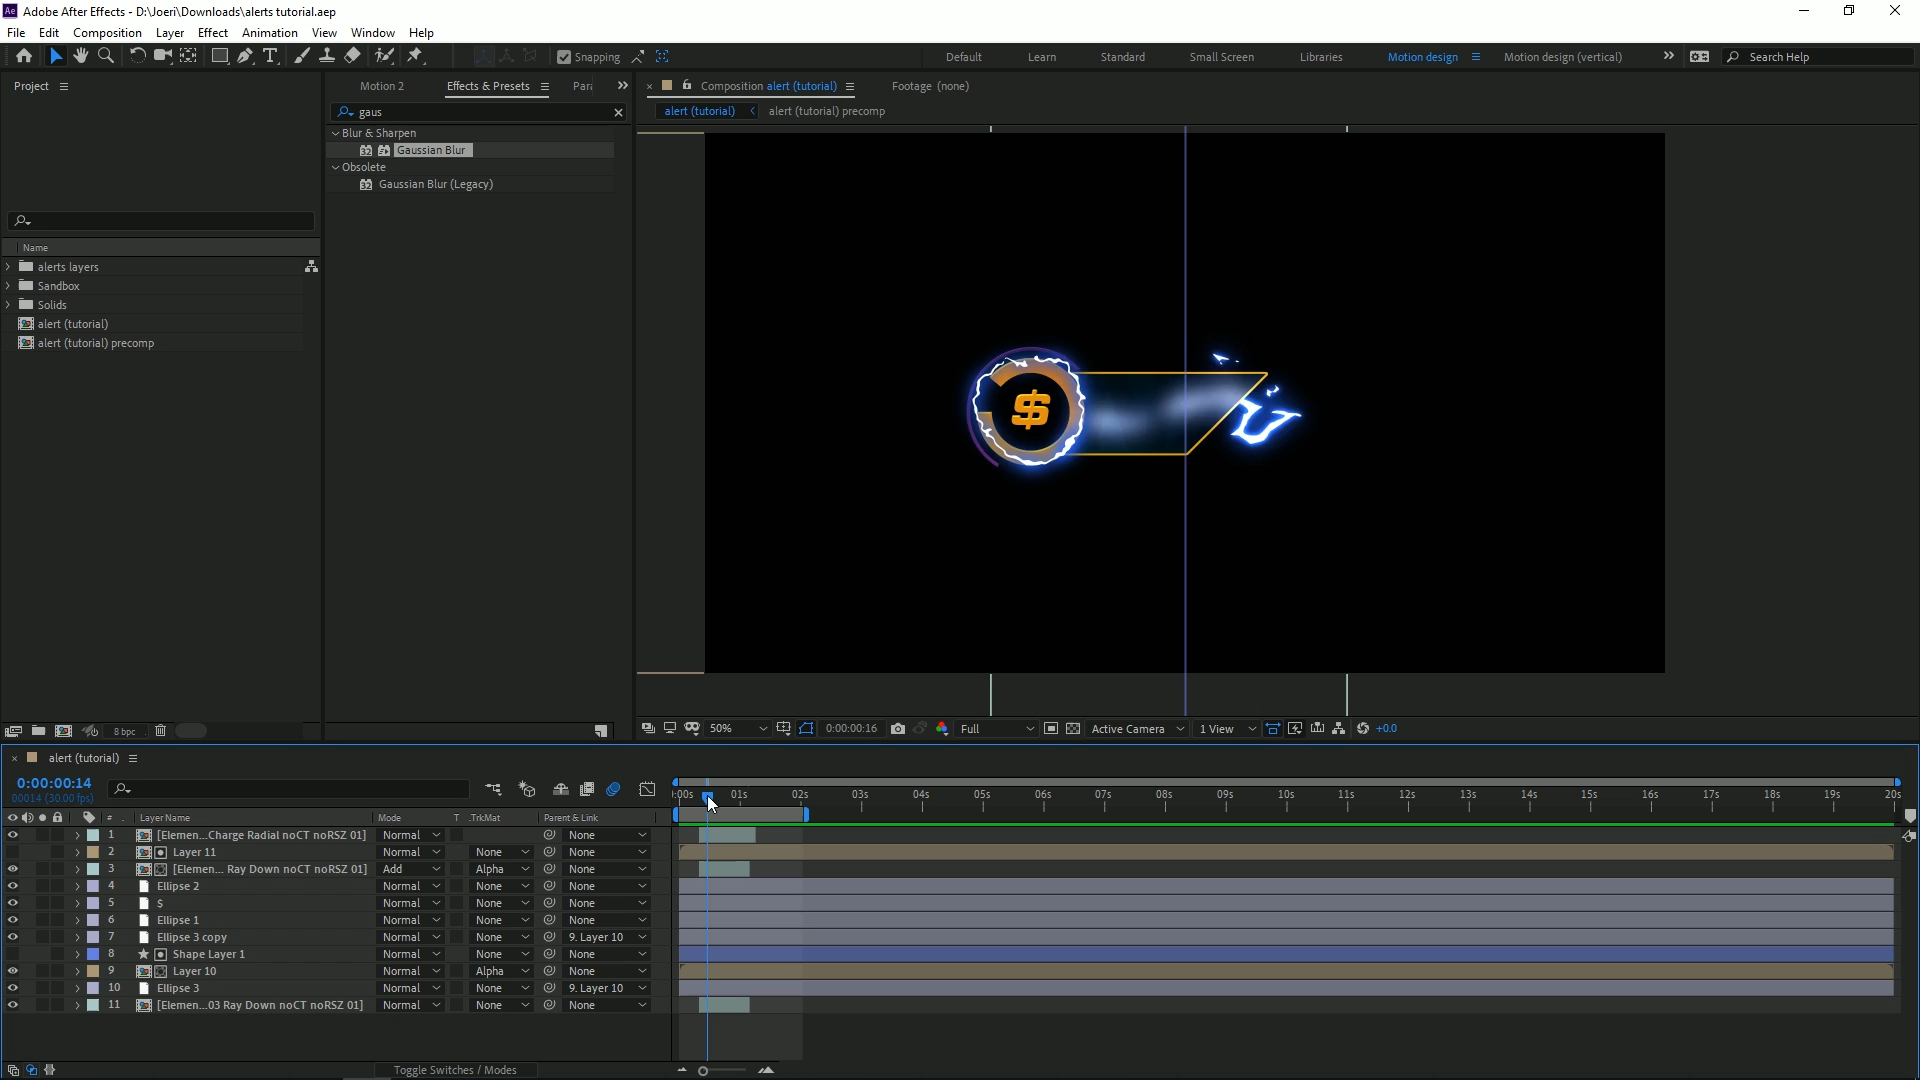 Ae Adobe After Effects - D:\Joeri\Downloads\alerts tutorial.aep
File Edit Composition Layer Effect Animation View Window Help
Snapping Default Learn Standard Small Screen Libraries Motion design Motion design (vertical) Search Help
Project Motion 2 Effects & Presets Par Composition alert (tutorial) Footage (none)
gaus
alert (tutorial) alert (tutorial) precomp
Blur & Sharpen
Gaussian Blur
Obsolete
Gaussian Blur (Legacy)
Name
alerts layers
Sandbox
Solids
alert (tutorial)
alert (tutorial) precomp
$
8 bpc
50% 0:00:00:16 Full Active Camera 1 View +0.0
alert (tutorial)
0:00:00:14
00014 (30.00 fps)
:00s 01s 02s 03s 04s 05s 06s 07s 08s 09s 10s 11s 12s 13s 14s 15s 16s 17s 18s 19s 20s
# Layer Name Mode T .TrkMat Parent & Link
1 [Elemen...Charge Radial noCT noRSZ 01] Normal None
2 Layer 11 Normal None None
3 [Elemen... Ray Down noCT noRSZ 01] Add Alpha None
4 Ellipse 2 Normal None None
5 $ Normal None None
6 Ellipse 1 Normal None None
7 Ellipse 3 copy Normal None 9. Layer 10
8 Shape Layer 1 Normal None None
9 Layer 10 Normal Alpha None
10 Ellipse 3 Normal None 9. Layer 10
11 [Elemen...03 Ray Down noCT noRSZ 01] Normal None None
Toggle Switches / Modes